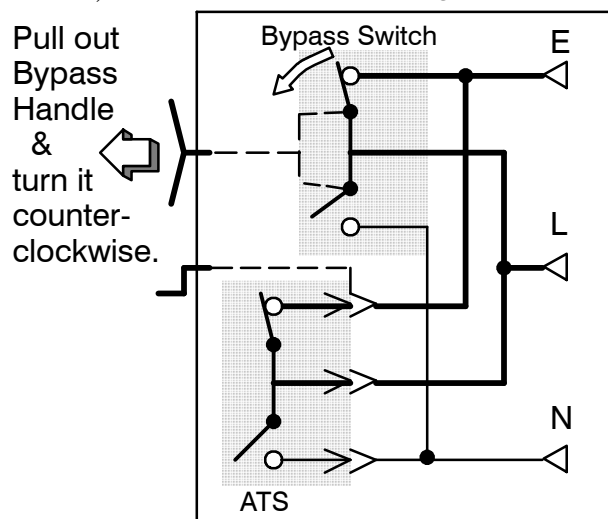 Pull out
Bypass
Handle
&
turn it
counter-
clockwise.
Bypass Switch
E
L
N
ATS